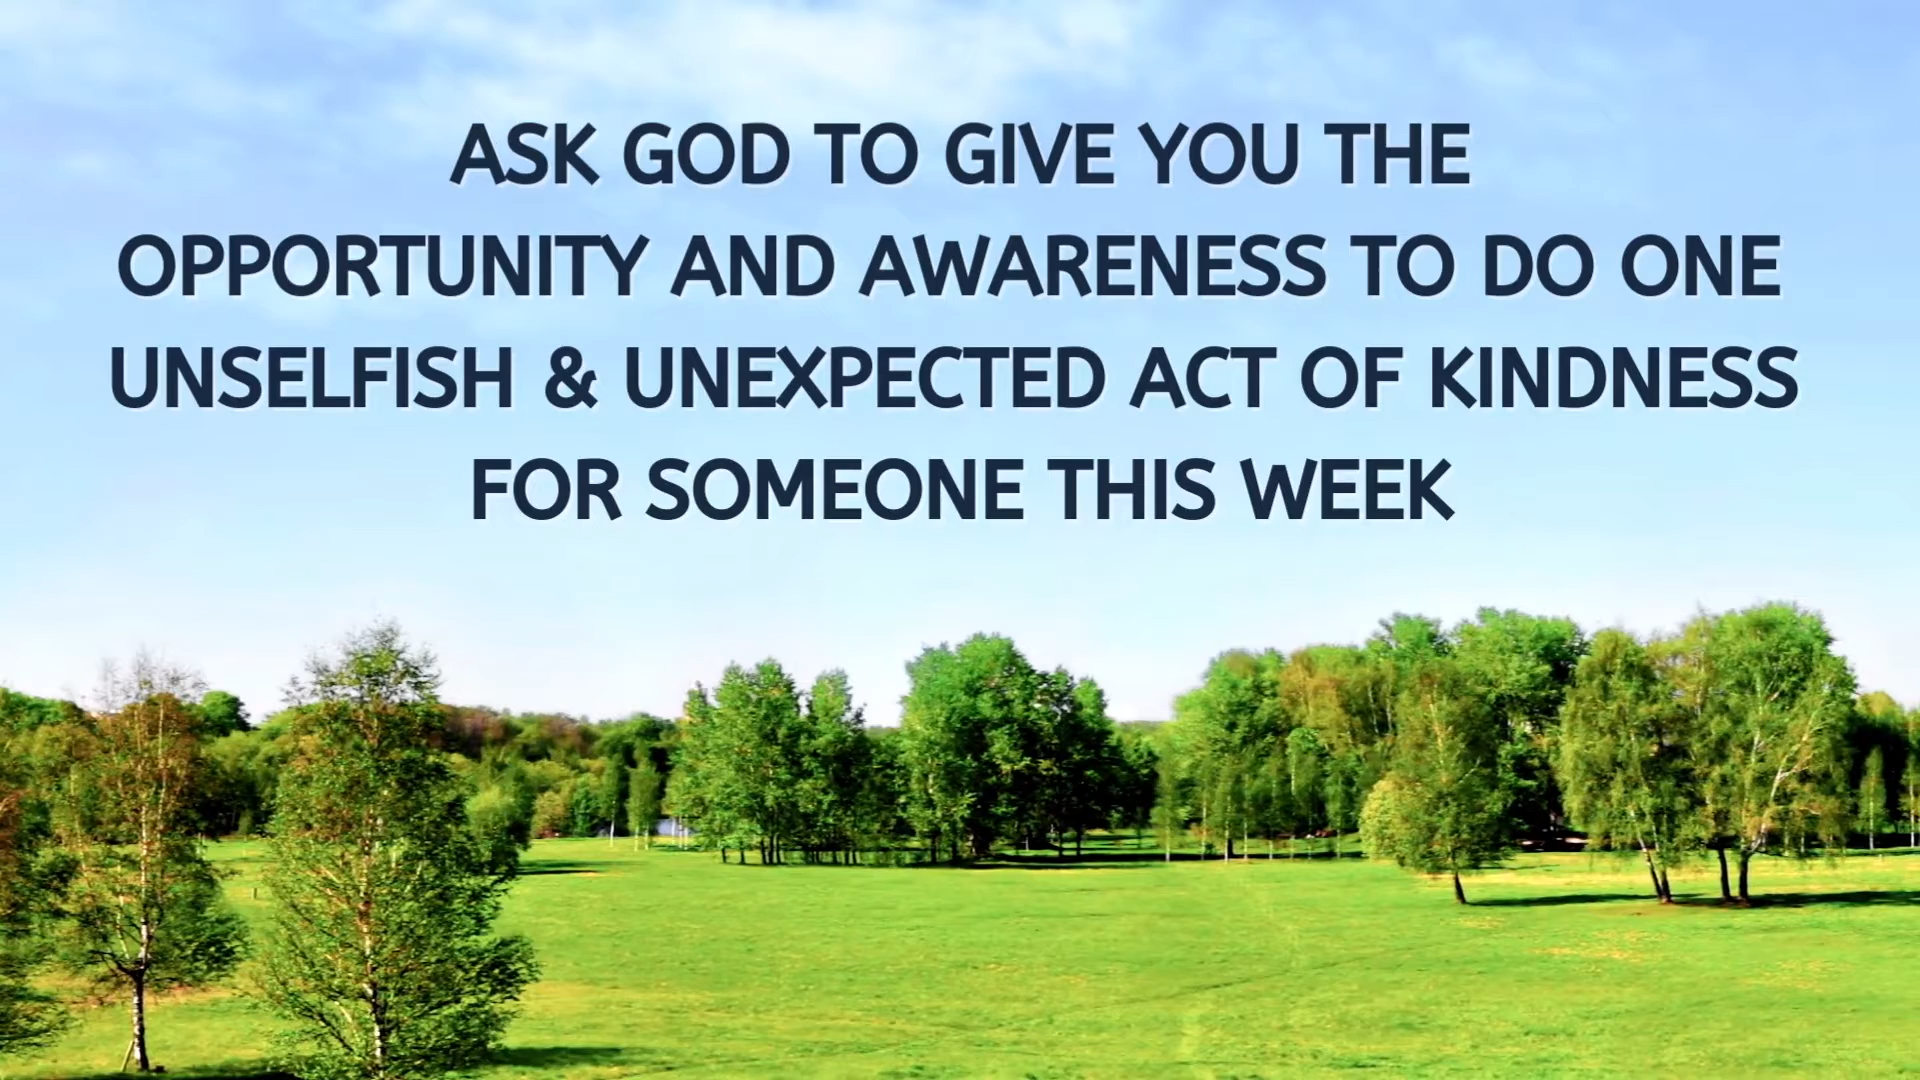 ASK GOD TO GIVE YOU THE
OPPORTUNITY AND AWARENESS TO DO ONE
UNSELFISH & UNEXPECTED ACT OF KINDNESS
FOR SOMEONE THIS WEEK